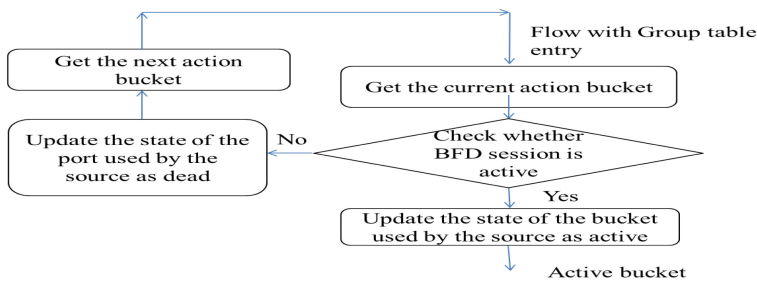 Flow with Group table
entry
Get the next action
bucket
Get the current action bucket
Check whether
BFD session is
active
No
Update the state of the
port used by the
source as dead
Yes
Update the state of the bucket
used by the source as active
Active bucket